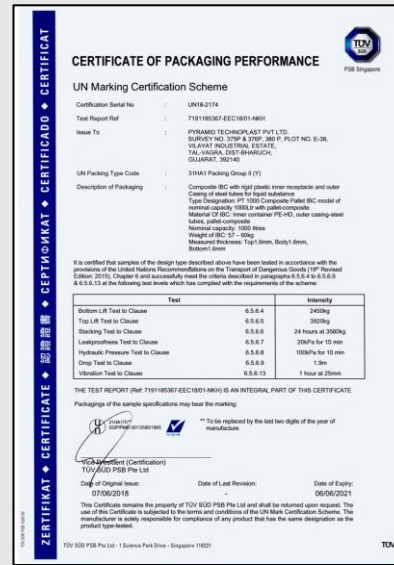 ZERTIFIKAT ◆ CERTIFICATE ◆ 認證證書 ◆ СЕРТИФИКАТ ◆ CERTIFICADO ◆ CERTIFICAT
TÜV
PSB Singapore
CERTIFICATE OF PACKAGING PERFORMANCE
UN Marking Certification Scheme
Certification Serial No : UN18-2174
Test Report Ref : 7191185367-EEC18/01-NKH
Issue To : PYRAMID TECHNOPLAST PVT LTD.
SURVEY NO. 375P & 376P, 380 P, PLOT NO. E-38,
VILAYAT INDUSTRIAL ESTATE,
TAL-VAGRA, DIST-BHARUCH,
GUJARAT, 392140
UN Packing Type Code : 31HA1 Packing Group II (Y)
Description of Packaging : Composite IBC with rigid plastic inner receptacle and outer
Casing of steel tubes for liquid substance
Type Designation: PT 1000 Composite Pallet IBC model of
nominal capacity 1000Ltr with pallet-composite
Material Of IBC: Inner container PE-HD, outer casing-steel
tubes, pallet-composite
Nominal capacity: 1000 litres
Weight of IBC: 57 – 60kg
Measured thickness: Top1.6mm, Body1.6mm,
Bottom1.6mm
It is certified that samples of the design type described above have been tested in accordance with the
provisions of the United Nations Recommendations on the Transport of Dangerous Goods (19th Revised
Edition: 2015), Chapter 6 and successfully meet the criteria described in paragraphs 6.5.6.4 to 6.5.6.9
& 6.5.6.13 at the following test levels which has complied with the requirements of the scheme:
Test Intensity
Bottom Lift Test to Clause 6.5.6.4 2450kg
Top Lift Test to Clause 6.5.6.5 3920kg
Stacking Test to Clause 6.5.6.6 24 hours at 3580kg
Leakproofness Test to Clause 6.5.6.7 20kPa for 10 min
Hydraulic Pressure Test to Clause 6.5.6.8 100kPa for 10 min
Drop Test to Clause 6.5.6.9 1.9m
Vibration Test to Clause 6.5.6.13 1 hour at 25mm
THE TEST REPORT (Ref: 7191185367-EEC18/01-NKH) IS AN INTEGRAL PART OF THIS CERTIFICATE
Packagings of the sample specifications may bear the marking:
** To be replaced by the last two digits of the year of
manufacture
Vice President (Certification)
TÜV SÜD PSB Pte Ltd
Date of Original Issue: Date of Last Revision: Date of Expiry:
07/06/2018 - 06/06/2021
This Certificate remains the property of TÜV SÜD PSB Pte Ltd and shall be returned upon request. The
use of this Certificate is subjected to the terms and conditions of the UN Mark Certification Scheme. The
manufacturer is solely responsible for compliance of any product that has the same designation as the
product type-tested.
TÜV SÜD PSB Pte Ltd - 1 Science Park Drive - Singapore 118221
TÜV